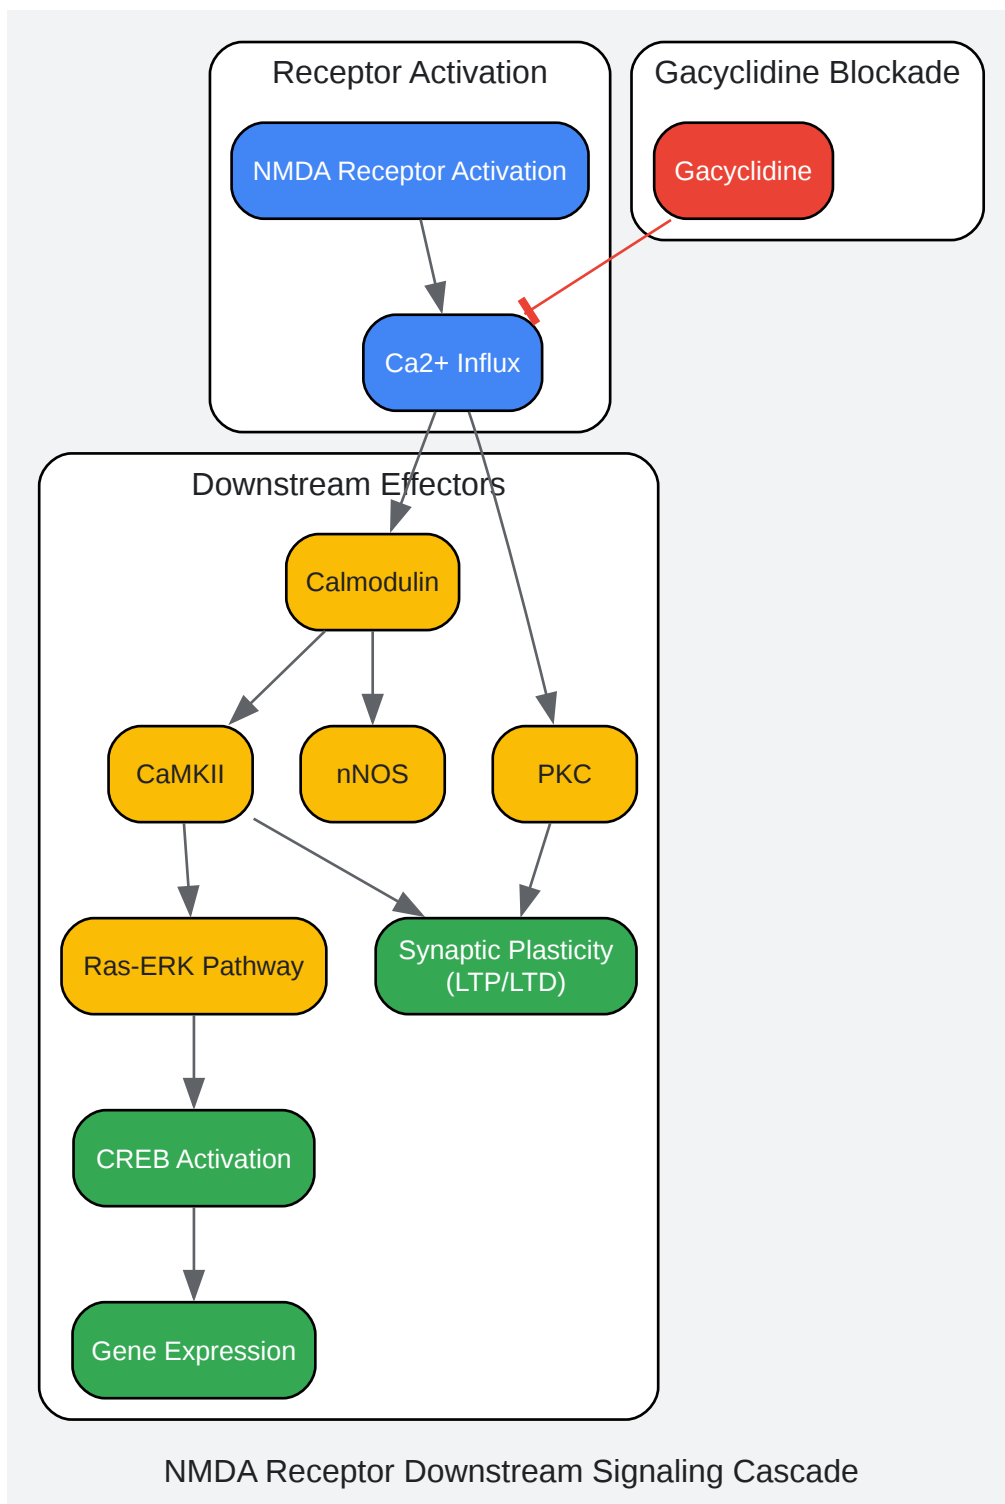 Receptor Activation
Gacyclidine Blockade
NMDA Receptor Activation
Gacyclidine
Ca2+ Influx
Downstream Effectors
Calmodulin
CaMKII
nNOS
PKC
Ras-ERK Pathway
Synaptic Plasticity
(LTP/LTD)
CREB Activation
Gene Expression
NMDA Receptor Downstream Signaling Cascade